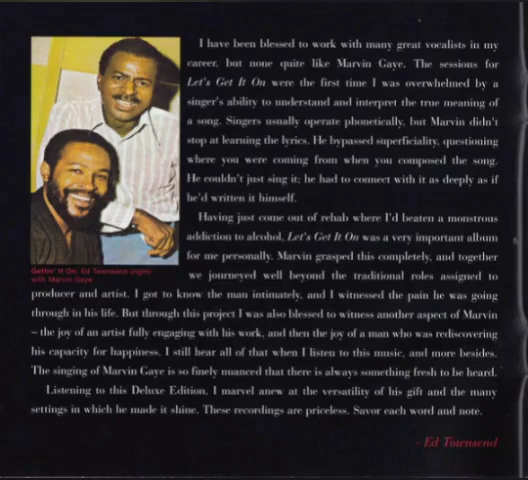 I have been blessed to work with many great vocalists in my
career, but none quite like Marvin Gaye. The sessions for
Let's Get It On were the first time I was overwhelmed by a
singer's ability to understand and interpret the true meaning of
a song. Singers usually operate phonetically, but Marvin didn't
stop at learning the lyrics. He bypassed superficiality, questioning
where you were coming from when you composed the song.
He couldn't just sing it; he had to connect with it as deeply as if
he'd written it himself.
Having just come out of rehab where I'd beaten a monstrous
addiction to alcohol, Let's Get It On was a very important album
for me personally. Marvin grasped this completely, and together
we journeyed well beyond the traditional roles assigned to
producer and artist. I got to know the man intimately, and I witnessed the pain he was going
through in his life. But through this project I was also blessed to witness another aspect of Marvin
– the joy of an artist fully engaging with his work, and then the joy of a man who was rediscovering
his capacity for happiness. I still hear all of that when I listen to this music, and more besides.
The singing of Marvin Gaye is so finely nuanced that there is always something fresh to be heard.
Listening to this Deluxe Edition, I marvel anew at the versatility of his gift and the many
settings in which he made it shine. These recordings are priceless. Savor each word and note.
- Ed Townsend
Gettin' It On: Ed Townsend signs
with Marvin Gaye